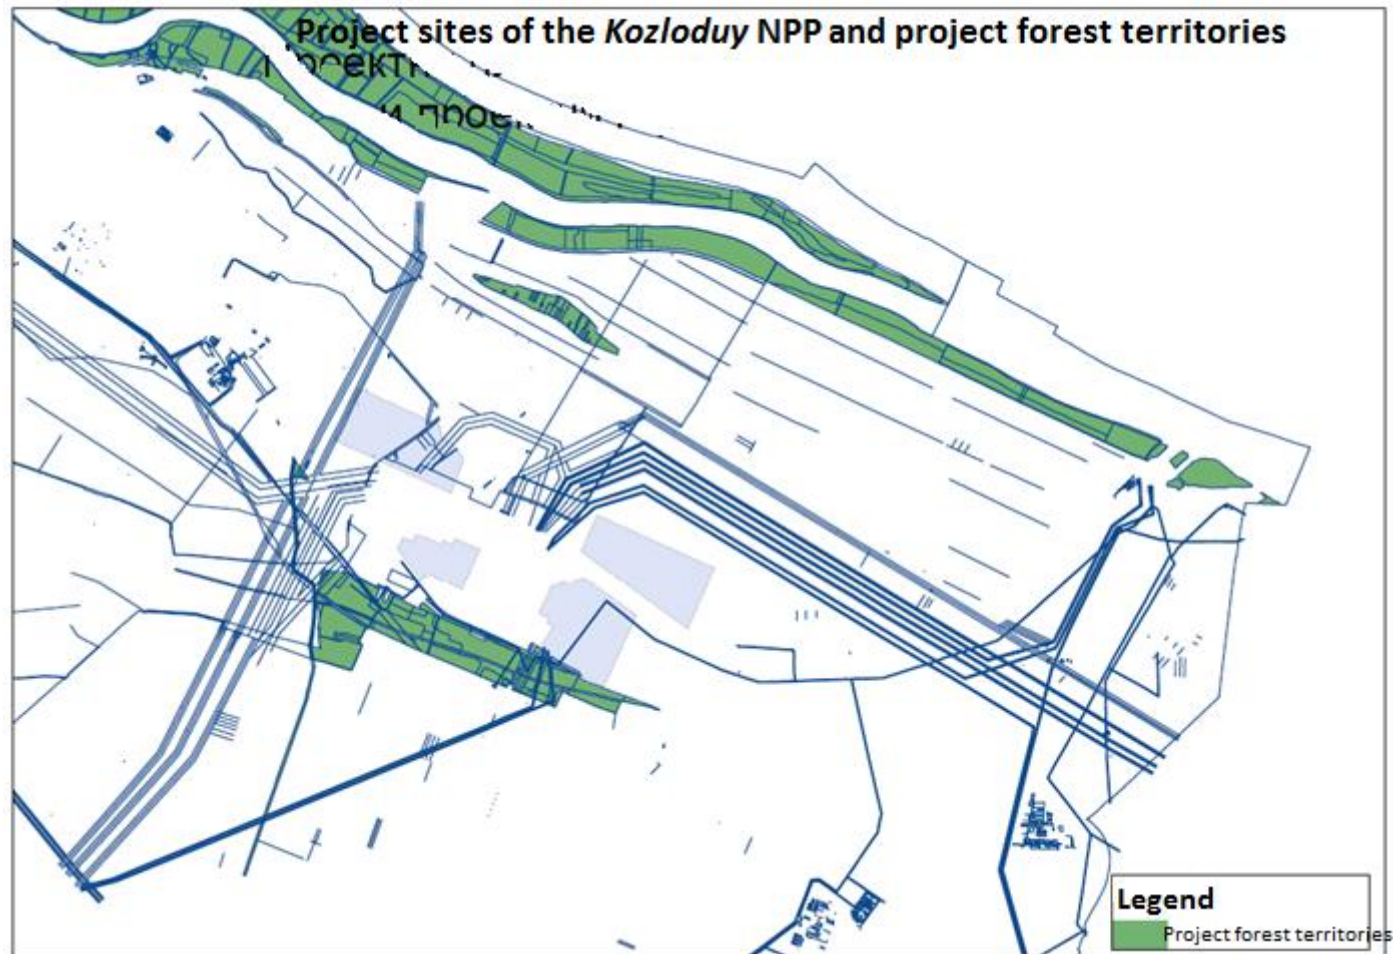 Project sites of the Kozloduy NPP and project forest territories
Legend
Project forest territories